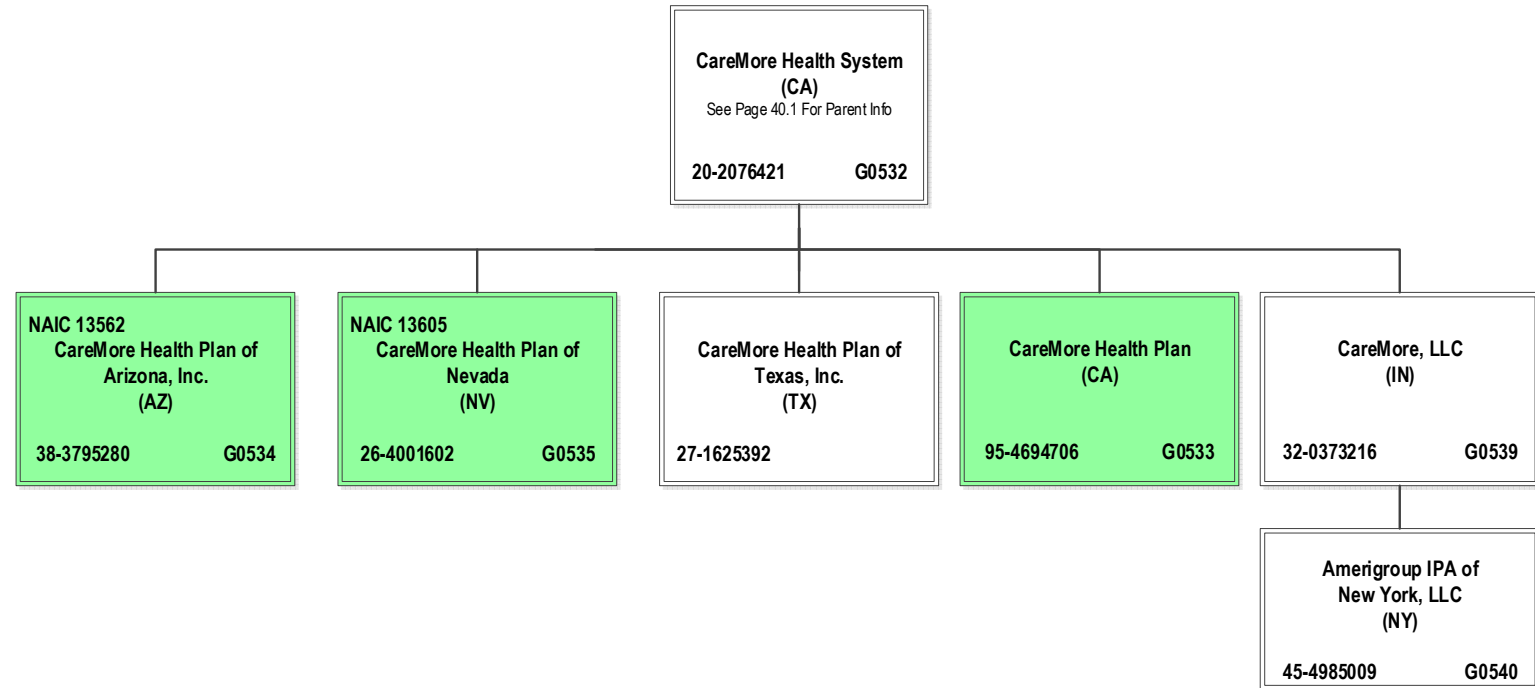 CareMore Health System
(CA)
See Page 40.1 For Parent Info
20-2076421 G0532
NAIC 13562
CareMore Health Plan of
Arizona, Inc.
(AZ)
38-3795280 G0534
NAIC 13605
CareMore Health Plan of
Nevada
(NV)
26-4001602 G0535
CareMore Health Plan of
Texas, Inc.
(TX)
27-1625392
CareMore Health Plan
(CA)
95-4694706 G0533
CareMore, LLC
(IN)
32-0373216 G0539
Amerigroup IPA of
New York, LLC
(NY)
45-4985009 G0540